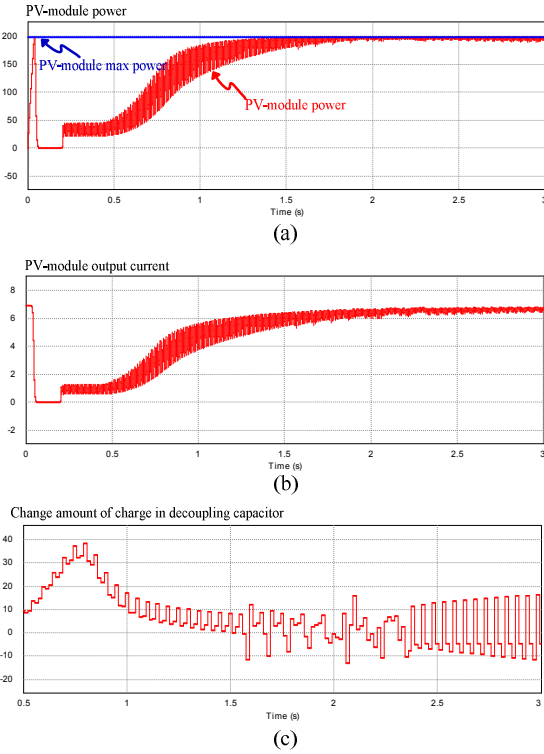 PV-module power
200
150
100
50
0
-50
PV-module max power
PV-module power
0 0.5 1 1.5 2 2.5 3
Time (s)
(a)
PV-module output current
8
6
4
2
0
-2
0 0.5 1 1.5 2 2.5 3
Time (s)
(b)
Change amount of charge in decoupling capacitor
40
30
20
10
0
-10
-20
0.5 1 1.5 2 2.5 3
Time (s)
(c)